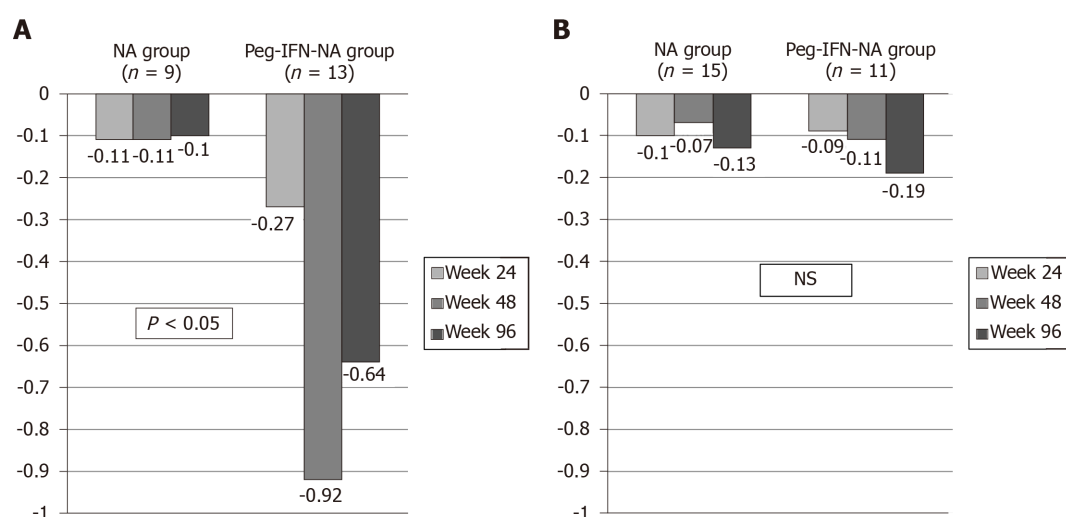 A
NA group
(n = 9)
Peg-IFN-NA group
(n = 13)
0
-0.1
-0.2
-0.3
-0.4
-0.5
-0.6
-0.7
-0.8
-0.9
-1
-0.11
-0.11
-0.1
-0.27
-0.92
-0.64
P < 0.05
Week 24
Week 48
Week 96
B
NA group
(n = 15)
Peg-IFN-NA group
(n = 11)
0
-0.1
-0.2
-0.3
-0.4
-0.5
-0.6
-0.7
-0.8
-0.9
-1
-0.1
-0.07
-0.13
-0.09
-0.11
-0.19
NS
Week 24
Week 48
Week 96